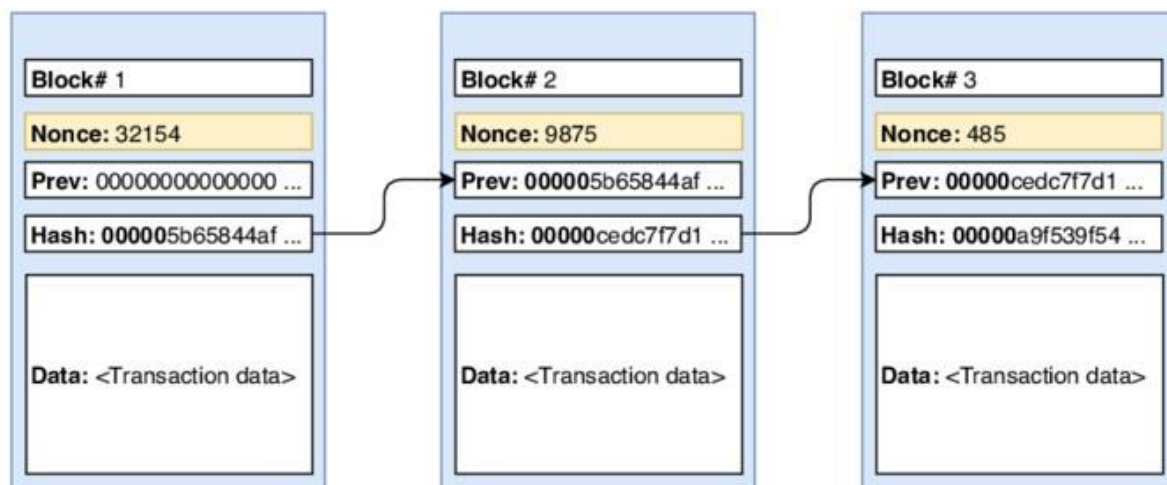 Block# 1
Nonce: 32154
Prev: 00000000000000 ...
Hash: 000005b65844af ...
Data: <Transaction data>
Block# 2
Nonce: 9875
Prev: 000005b65844af ...
Hash: 00000cedc7f7d1 ...
Data: <Transaction data>
Block# 3
Nonce: 485
Prev: 00000cedc7f7d1 ...
Hash: 00000a9f539f54 ...
Data: <Transaction data>